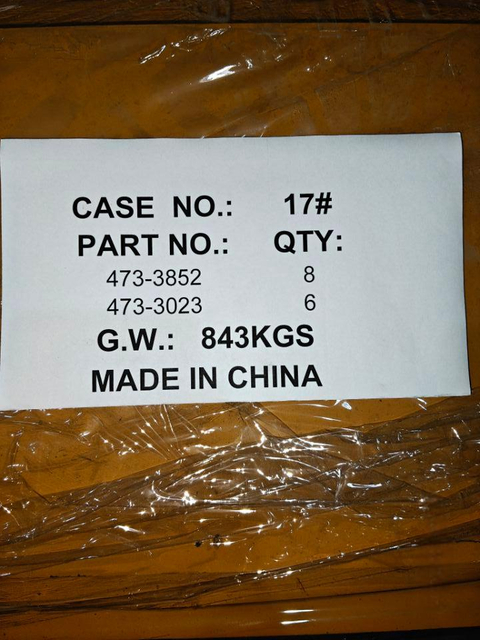 CASE NO.: 17#
PART NO.: QTY:
473-3852 8
473-3023 6
G.W.: 843KGS
MADE IN CHINA